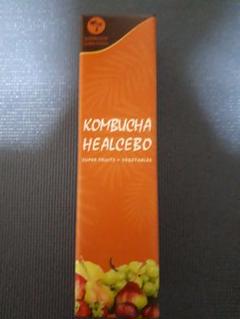 KOMBUCHA
HEALCEBO
SUPER FRUITS + VEGETABLES